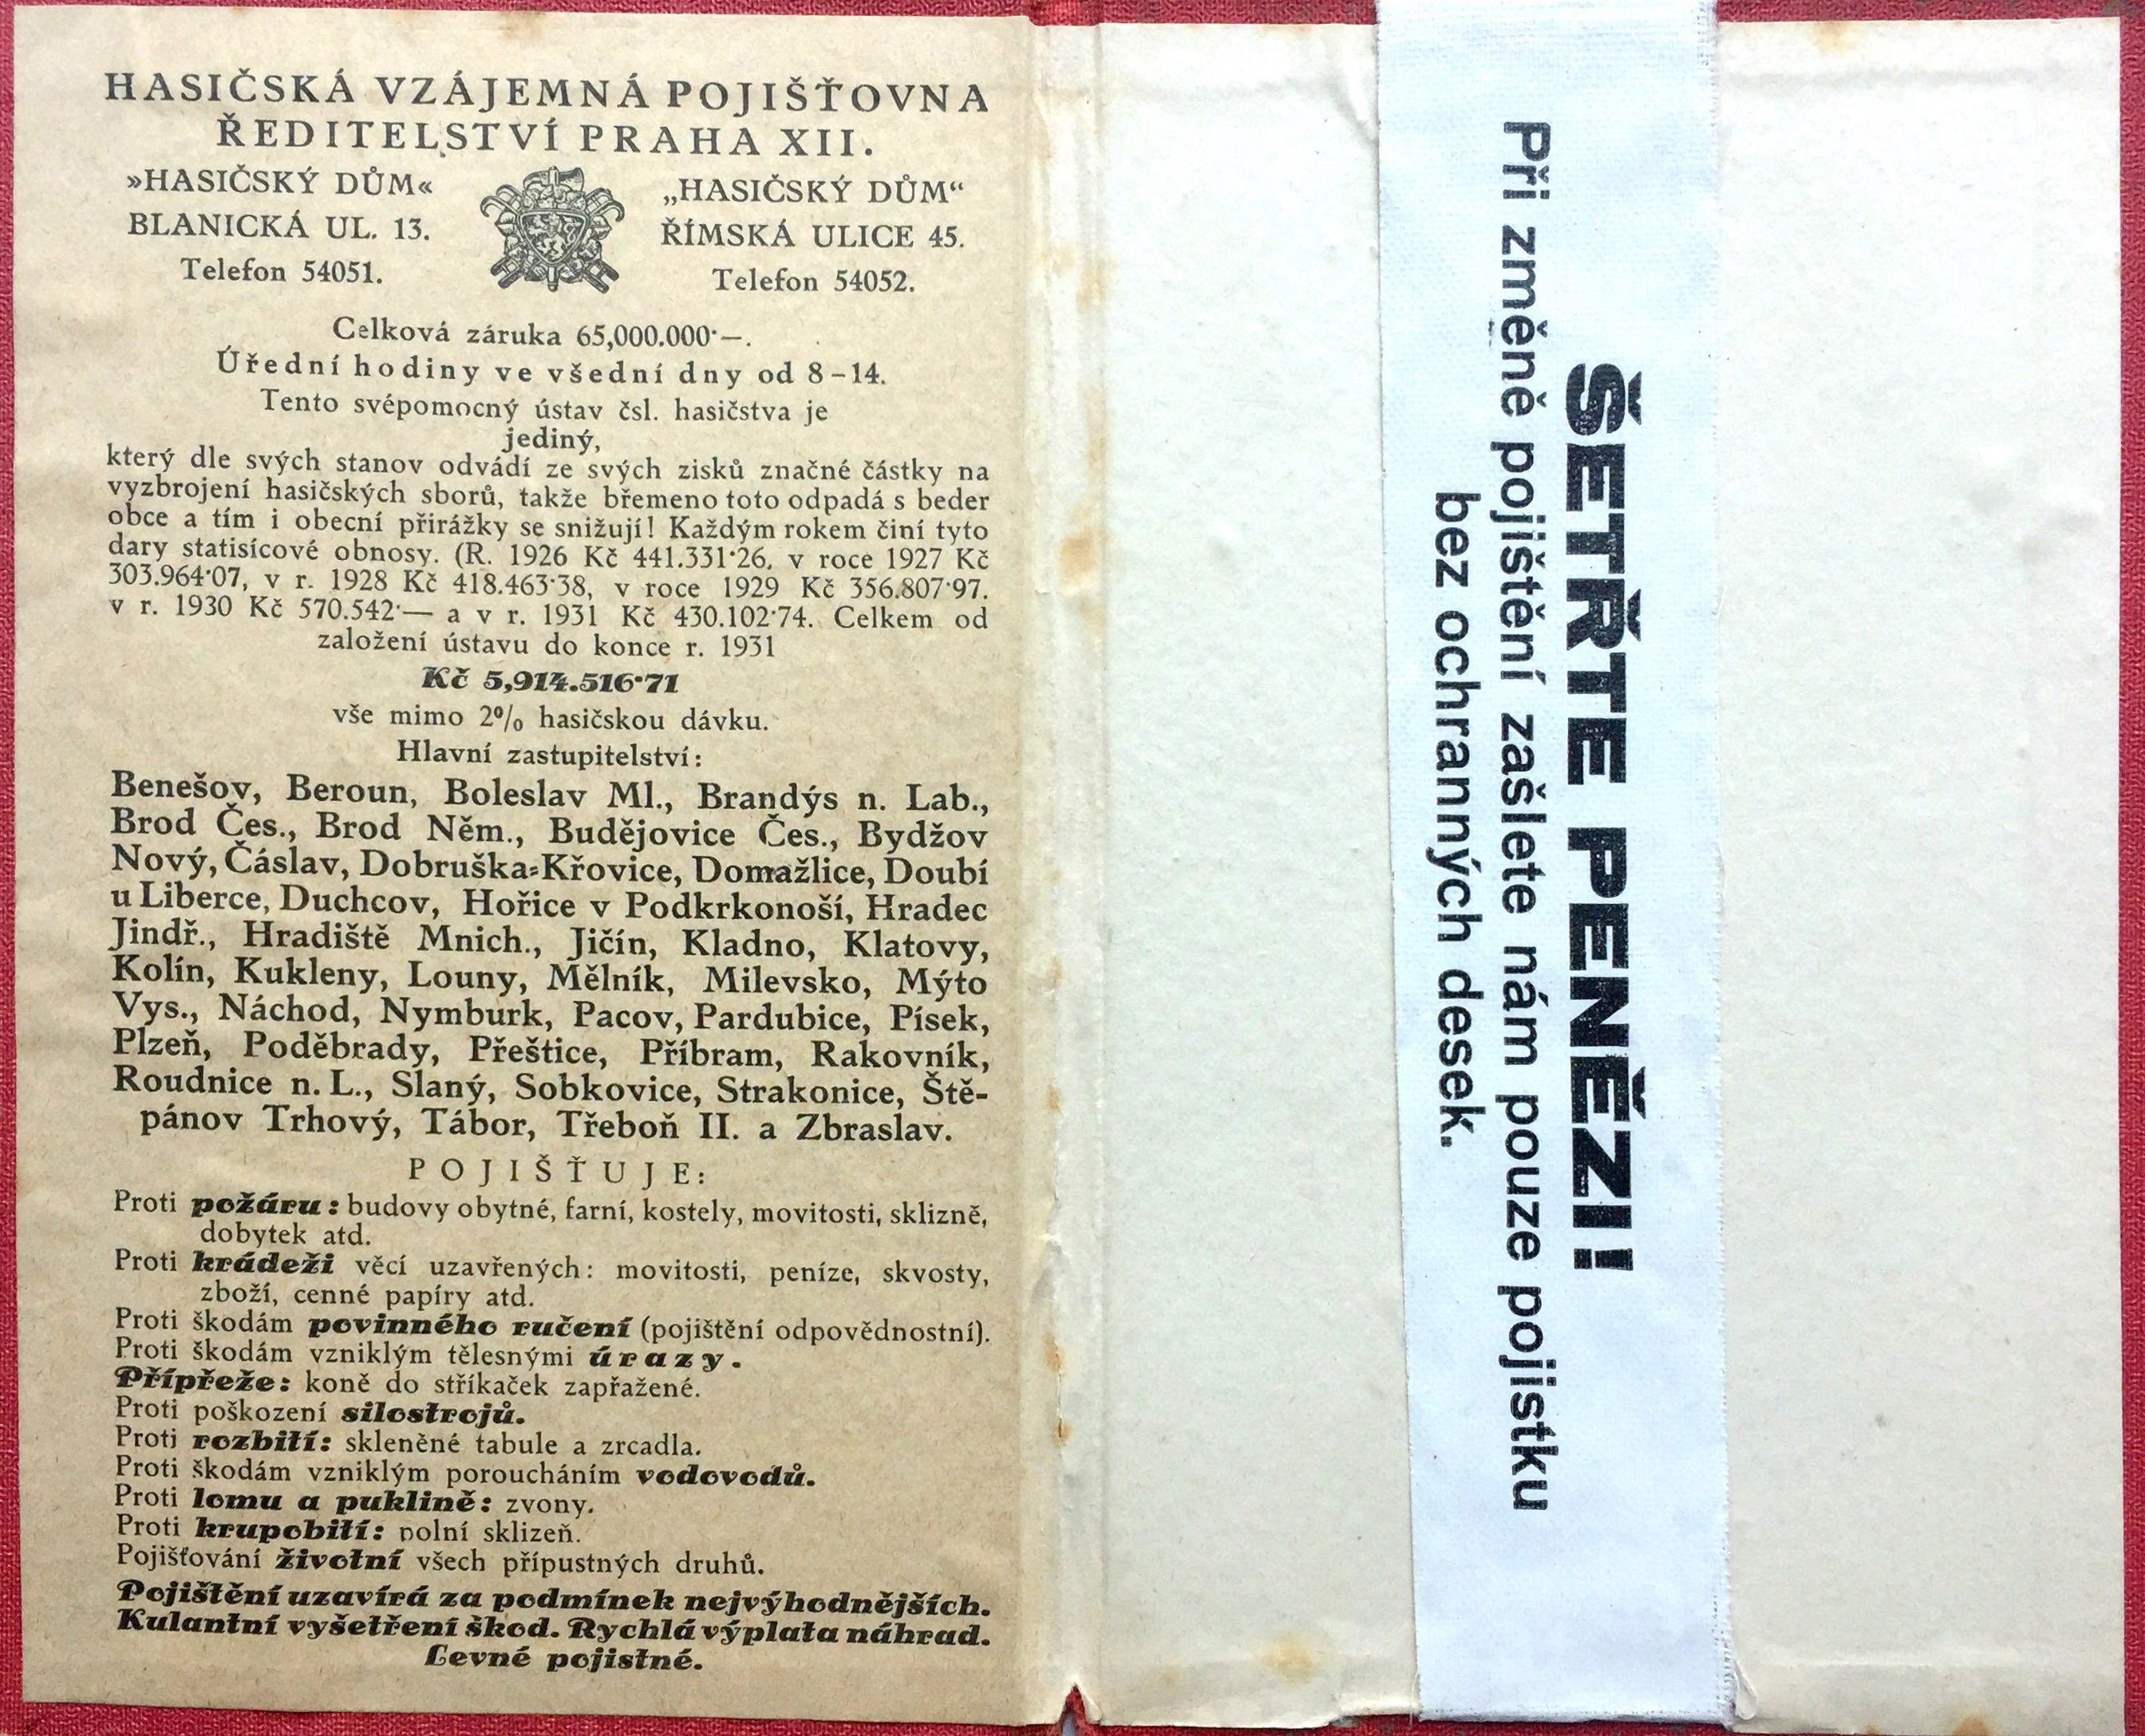 HASIČSKÁ VZÁJEMNÁ POJIŠŤOVNA
ŘEDITELSTVÍ PRAHA XII.
»HASIČSKÝ DŮM«
BLANICKÁ UL. 13.
Telefon 54051.
„HASIČSKÝ DŮM“
ŘÍMSKÁ ULICE 45.
Telefon 54052.
Celková záruka 65,000.000·—.
Úřední hodiny ve všední dny od 8–14.
Tento svépomocný ústav čsl. hasičstva je
jediný,
který dle svých stanov odvádí ze svých zisků značné částky na
vyzbrojení hasičských sborů, takže břemeno toto odpadá s beder
obce a tím i obecní přirážky se snižují! Každým rokem činí tyto
dary statisícové obnosy. (R. 1926 Kč 441.331·26, v roce 1927 Kč
303.964·07, v r. 1928 Kč 418.463·38, v roce 1929 Kč 356.807·97.
v r. 1930 Kč 570.542·— a v r. 1931 Kč 430.102·74. Celkem od
založení ústavu do konce r. 1931
Kč 5,914.516·71
vše mimo 2% hasičskou dávku.
Hlavní zastupitelství:
Benešov, Beroun, Boleslav Ml., Brandýs n. Lab.,
Brod Čes., Brod Něm., Budějovice Čes., Bydžov
Nový, Čáslav, Dobruška-Křovice, Domažlice, Doubí
u Liberce, Duchcov, Hořice v Podkrkonoší, Hradec
Jindř., Hradiště Mnich., Jičín, Kladno, Klatovy,
Kolín, Kukleny, Louny, Mělník, Milevsko, Mýto
Vys., Náchod, Nymburk, Pacov, Pardubice, Písek,
Plzeň, Poděbrady, Přeštice, Příbram, Rakovník,
Roudnice n. L., Slaný, Sobkovice, Strakonice, Ště-
pánov Trhový, Tábor, Třeboň II. a Zbraslav.
POJIŠŤUJE:
Proti požáru: budovy obytné, farní, kostely, movitosti, sklizně,
dobytek atd.
Proti krádeži věcí uzavřených: movitosti, peníze, skvosty,
zboží, cenné papíry atd.
Proti škodám povinného ručení (pojištění odpovědnostní).
Proti škodám vzniklým tělesnými úrazy.
Přípřeže: koně do stříkaček zapřažené.
Proti poškození silostrojů.
Proti rozbití: skleněné tabule a zrcadla.
Proti škodám vzniklým poroucháním vodovodů.
Proti lomu a puklině: zvony.
Proti krupobití: polní sklizeň.
Pojišťování životní všech přípustných druhů.
Pojištění uzavírá za podmínek nejvýhodnějších.
Kulantní vyšetření škod. Rychlá výplata náhrad.
Levné pojistné.
ŠETŘTE PENĚZI!
Při změně pojištění zašlete nám pouze pojistku
bez ochranných desek.